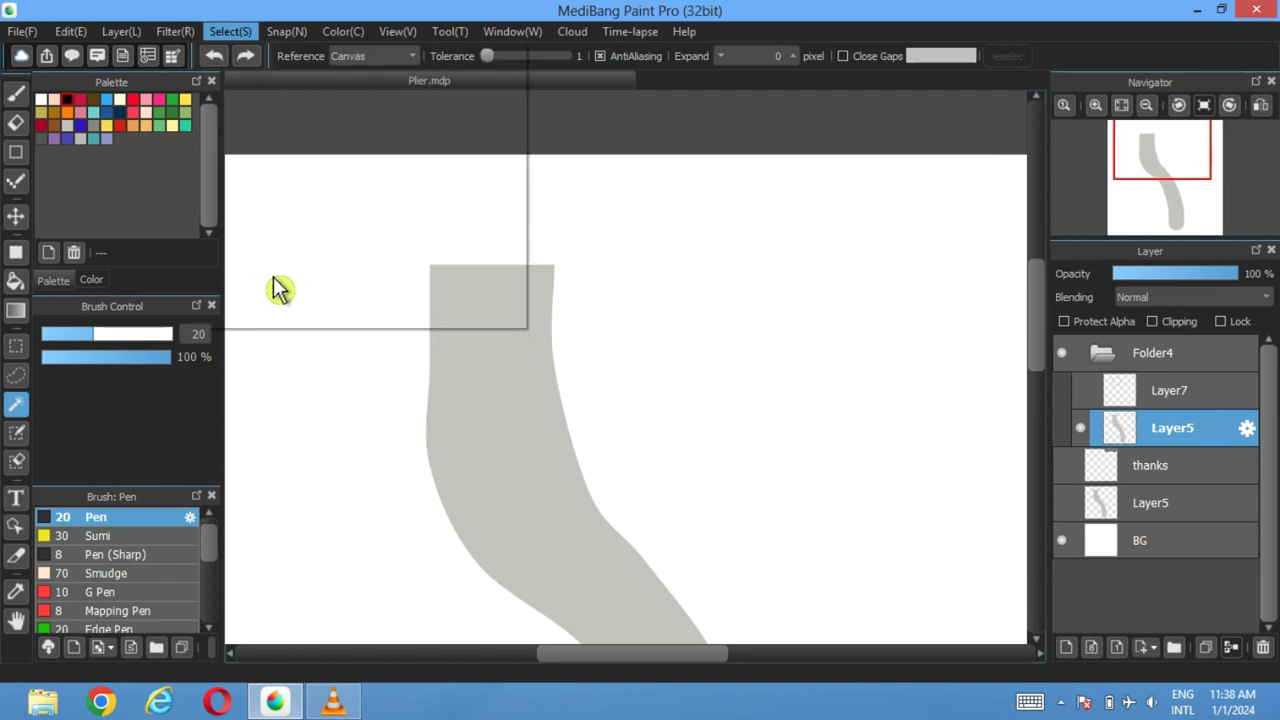 MediBang Paint Pro (32bit)
File(F) Edit(E) Layer(L) Filter(R) Select(S) Snap(N) Color(C) View(V) Tool(T) Window(W) Cloud Time-lapse Help
Reference Canvas Tolerance 1 AntiAliasing Expand 0 pixel Close Gaps
Palette
Plier.mdp
Navigator
---
Palette Color
Brush Control
20
100 %
Brush: Pen
20 Pen
30 Sumi
8 Pen (Sharp)
70 Smudge
10 G Pen
8 Mapping Pen
20 Edge Pen
Layer
Opacity 100 %
Blending Normal
Protect Alpha Clipping Lock
Folder4
Layer7
Layer5
thanks
Layer5
BG
ENG 11:38 AM
INTL 1/1/2024